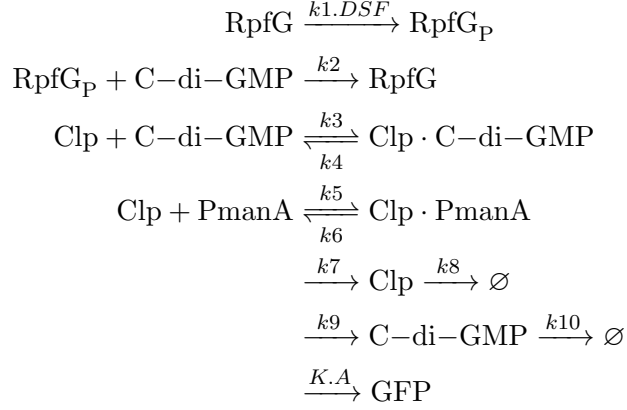 RpfG —k1.DSF→ RpfG_P
RpfG_P + C−di−GMP —k2→ RpfG
Clp + C−di−GMP ⇌ k3 k4 Clp · C−di−GMP
Clp + PmanA ⇌ k5 k6 Clp · PmanA
—k7→ Clp —k8→ ∅
—k9→ C−di−GMP —k10→ ∅
—K.A→ GFP